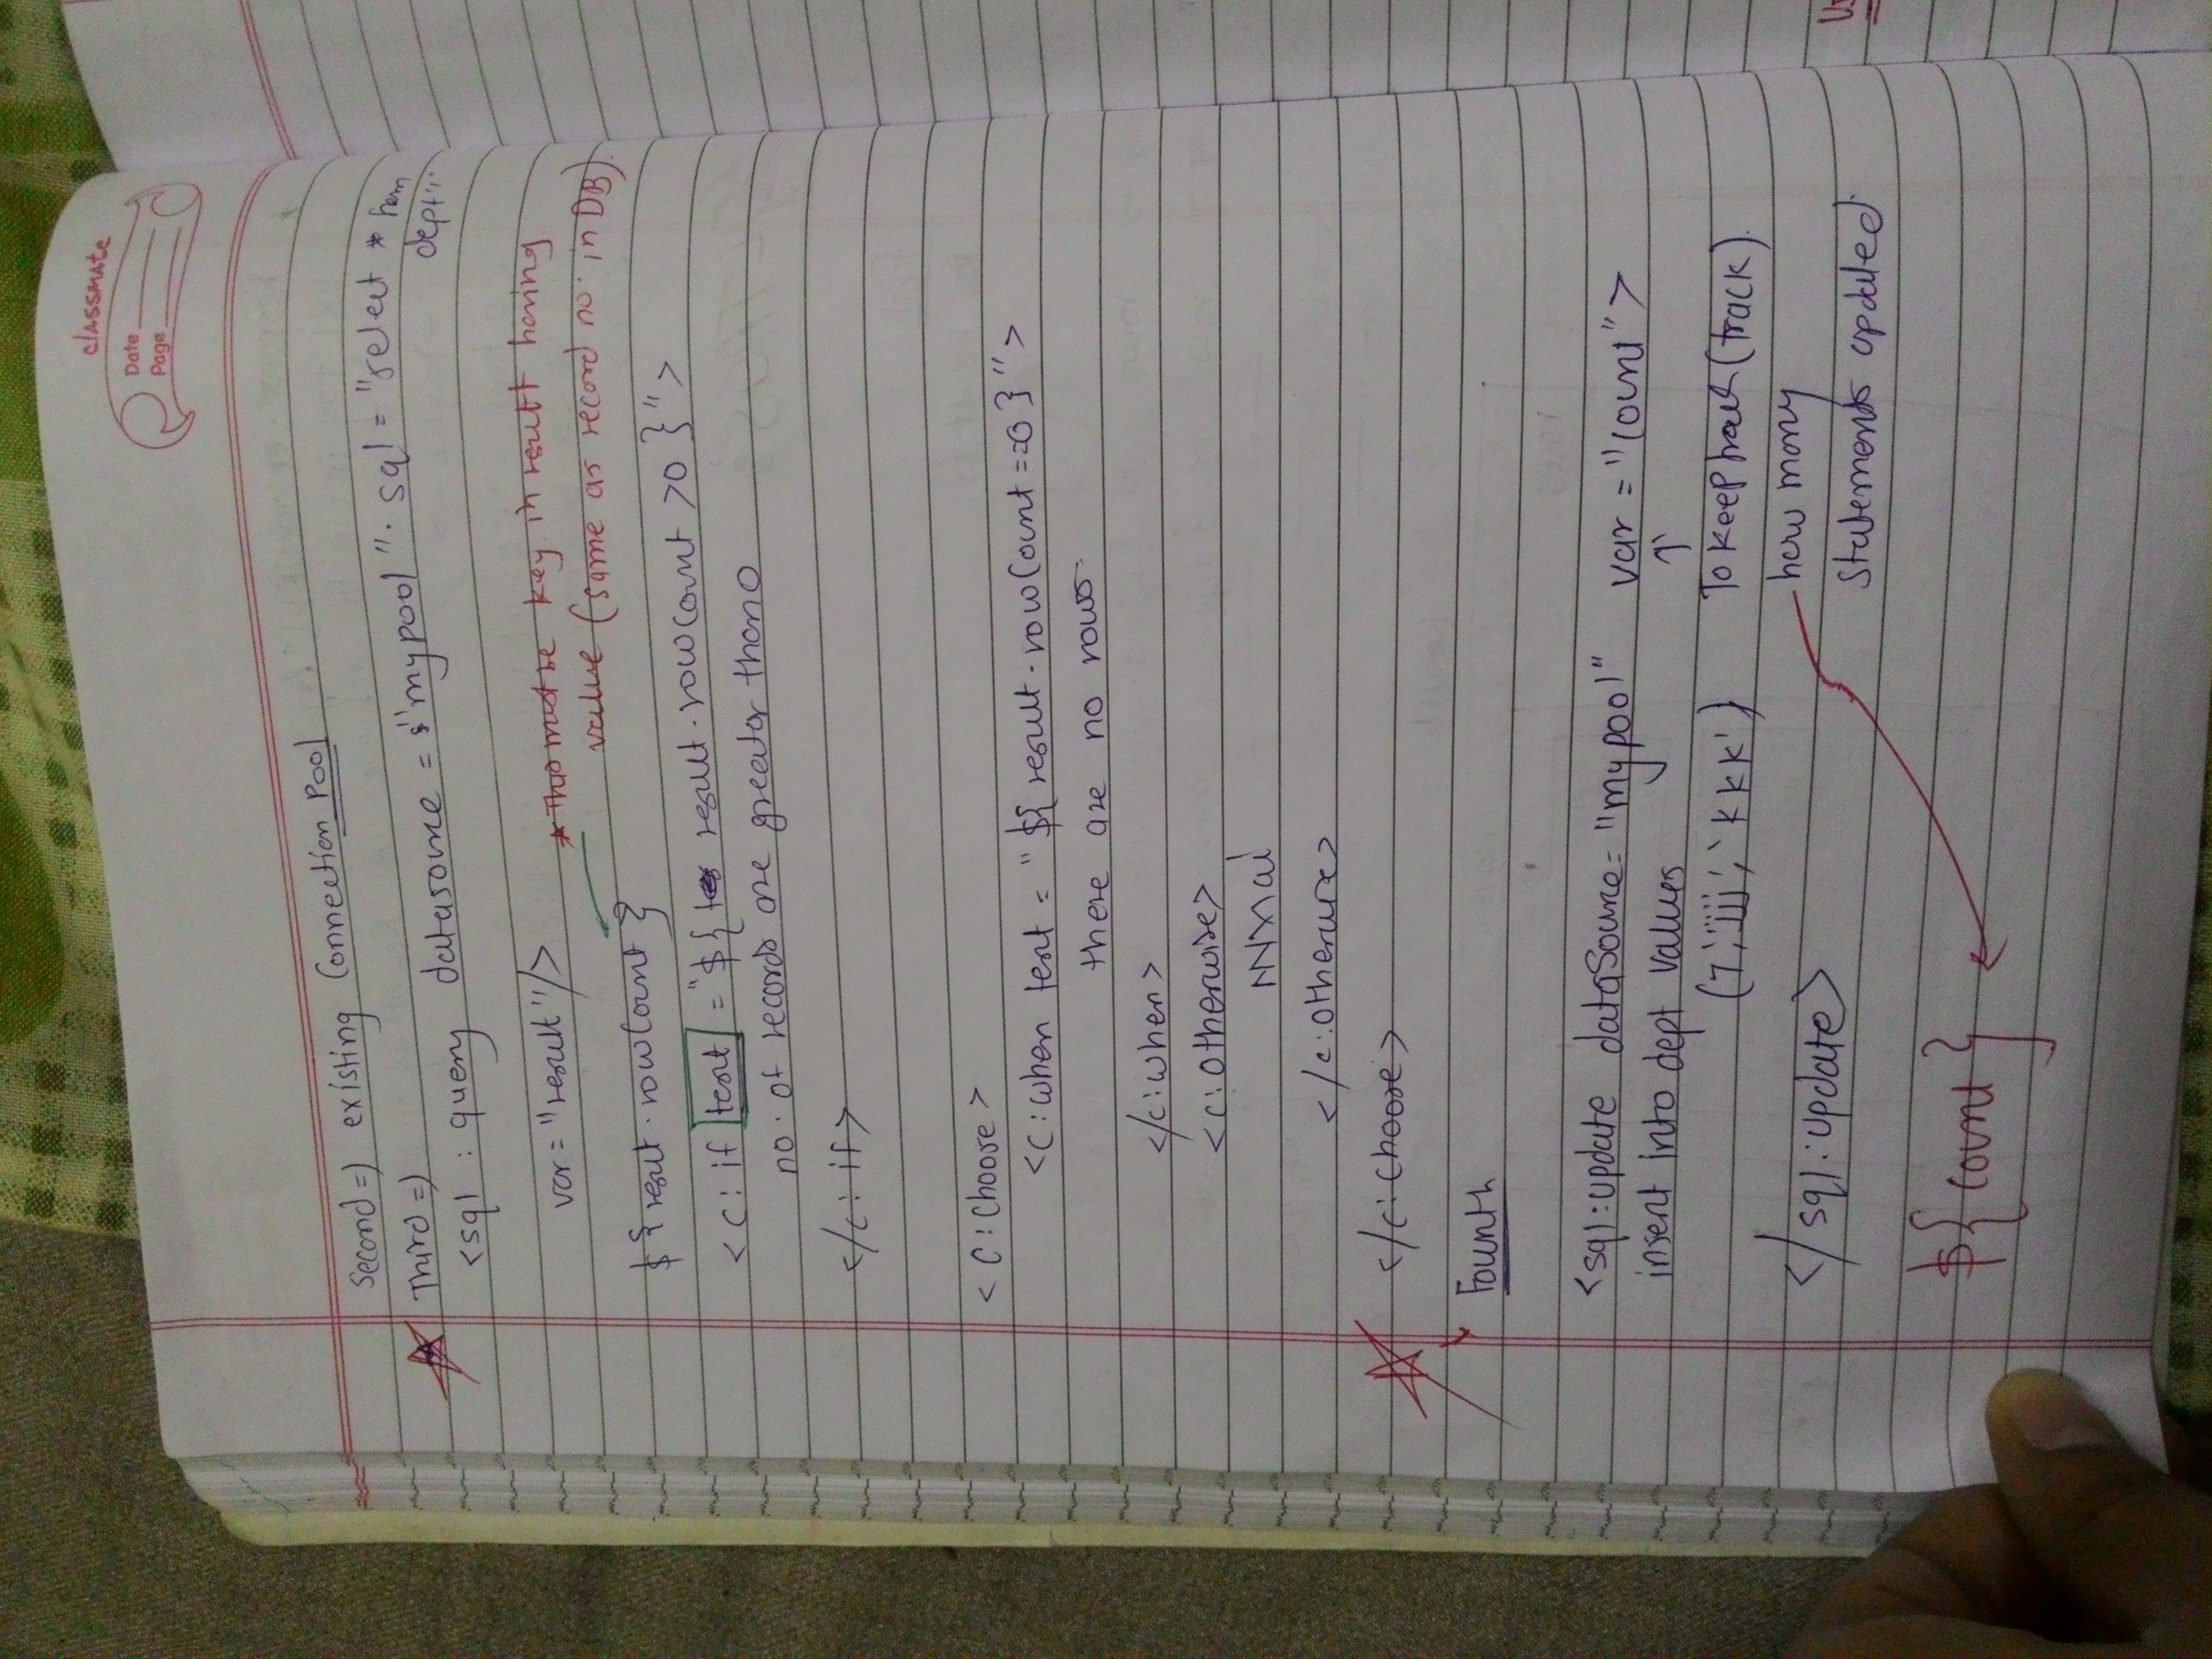 classmate
Date
Page
Second => existing Connection Pool
Third =>
<sql : query datasource = "mypool" sql = "select * from
dept"
var = "result"/>
* This must be key in result having
value (same as record no. in DB).
${ result.rowCount }
<c: if test = "${ result.rowCount >0 }">
no. of records are greater than 0
</c: if>
<c: choose>
<c:when test = "${ result.rowCount ==0 }">
there are no rows.
</c:when>
<c:otherwise>
</c:otherwise>
</c: choose>
Fourth
<sql:update dataSource= "mypool" var = "count">
insert into dept values
(7,'jjj','kkk')
To keep track (track).
</sql:update>
how many
statements updated
${ count }